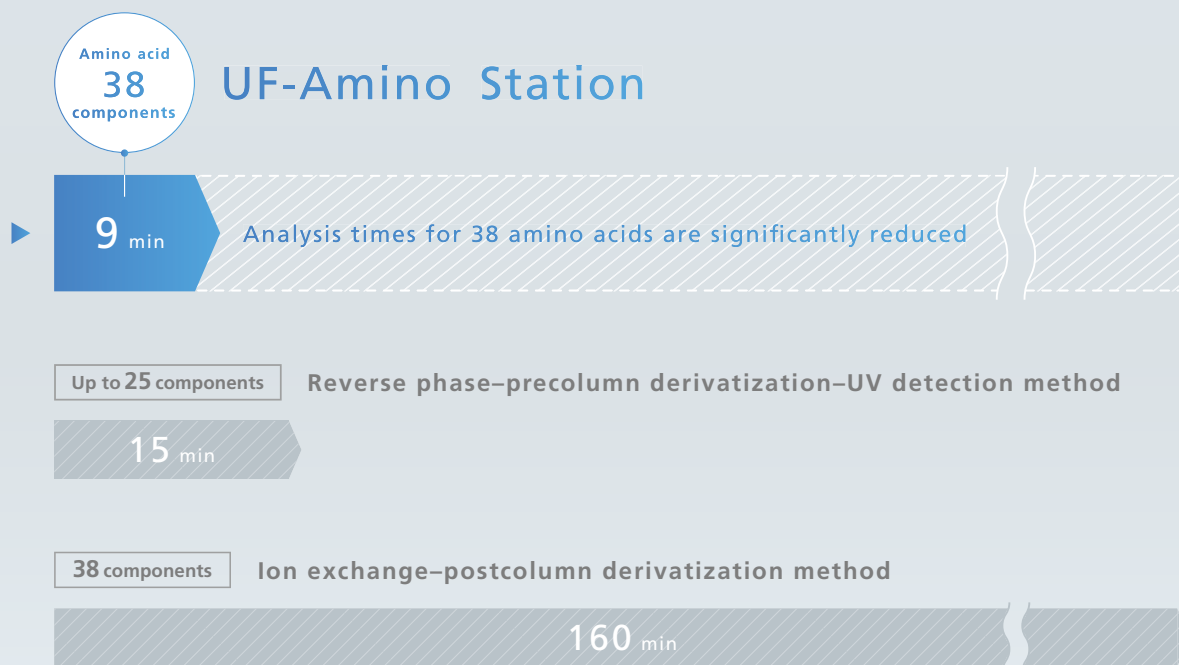 Amino acid
38
components
UF-Amino Station
9 min
Analysis times for 38 amino acids are significantly reduced
Up to 25 components
Reverse phase–precolumn derivatization–UV detection method
15 min
38 components
Ion exchange–postcolumn derivatization method
160 min